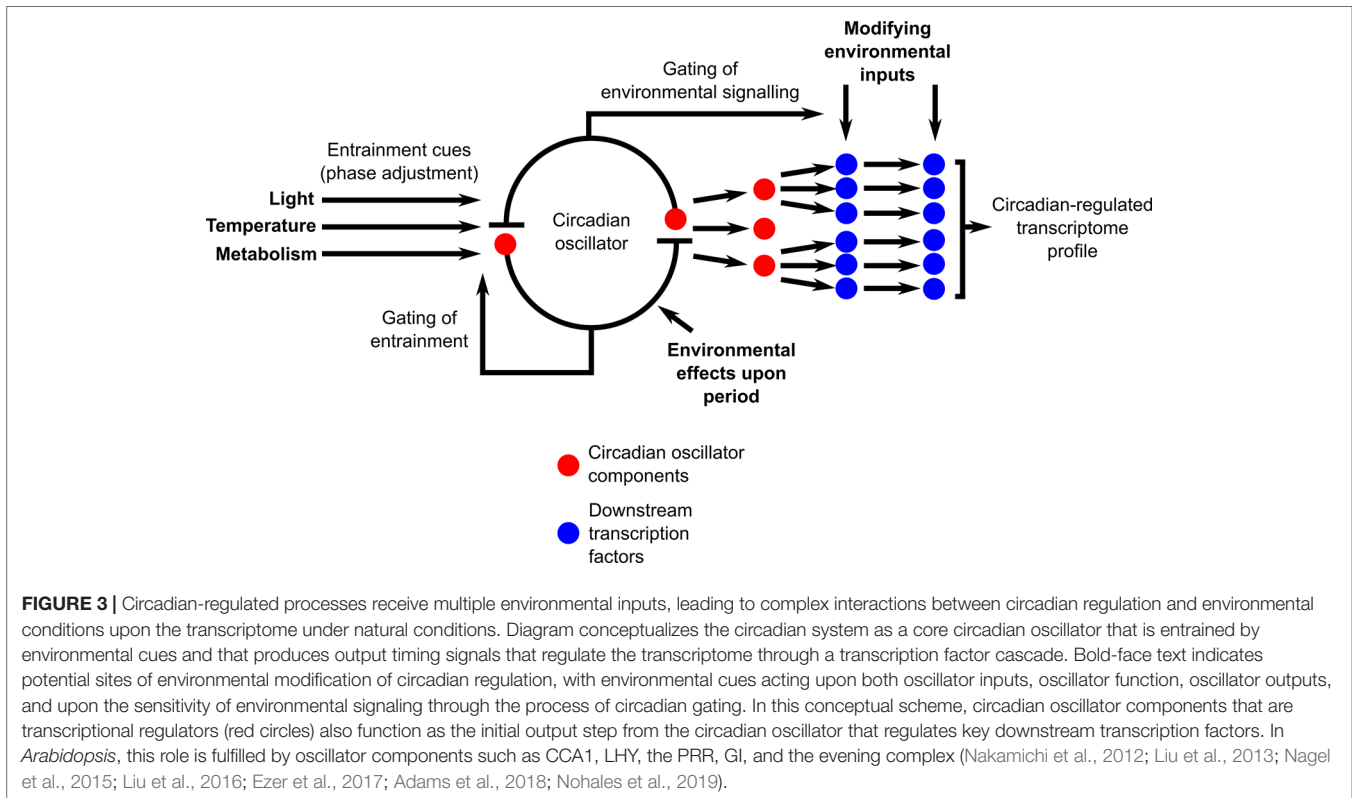 Modifying
environmental
inputs
Gating of
environmental signalling
Entrainment cues
(phase adjustment)
Light
Temperature
Metabolism
Circadian
oscillator
Circadian-regulated
transcriptome
profile
Gating of
entrainment
Environmental
effects upon
period
Circadian oscillator
components
Downstream
transcription
factors
FIGURE 3 | Circadian-regulated processes receive multiple environmental inputs, leading to complex interactions between circadian regulation and environmental
conditions upon the transcriptome under natural conditions. Diagram conceptualizes the circadian system as a core circadian oscillator that is entrained by
environmental cues and that produces output timing signals that regulate the transcriptome through a transcription factor cascade. Bold-face text indicates
potential sites of environmental modification of circadian regulation, with environmental cues acting upon both oscillator inputs, oscillator function, oscillator outputs,
and upon the sensitivity of environmental signaling through the process of circadian gating. In this conceptual scheme, circadian oscillator components that are
transcriptional regulators (red circles) also function as the initial output step from the circadian oscillator that regulates key downstream transcription factors. In
Arabidopsis, this role is fulfilled by oscillator components such as CCA1, LHY, the PRR, GI, and the evening complex (Nakamichi et al., 2012; Liu et al., 2013; Nagel
et al., 2015; Liu et al., 2016; Ezer et al., 2017; Adams et al., 2018; Nohales et al., 2019).